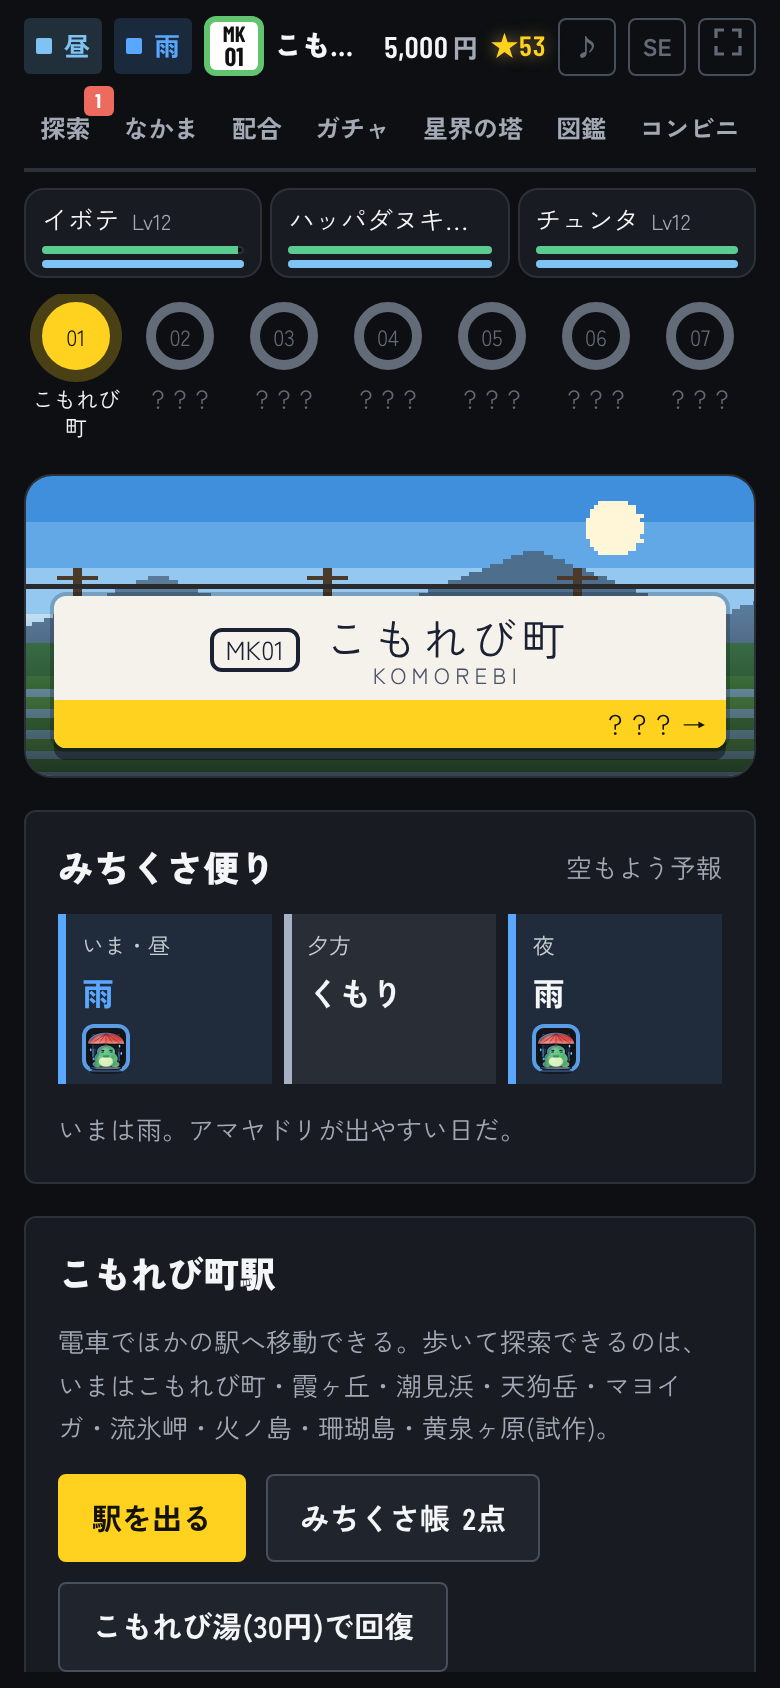 昼 雨 MK 01 こも... 5,000 円 ★53 ♪ SE
1
探索 なかま 配合 ガチャ 星界の塔 図鑑 コンビニ
イボテ Lv12 ハッパダヌキ... チュンタ Lv12
01 02 03 04 05 06 07
こもれび町 ？？？ ？？？ ？？？ ？？？ ？？？ ？？？
MK01 こもれび町
KOMOREBI
？？？ →
みちくさ便り 空もよう予報
いま・昼 夕方 夜
雨 くもり 雨
いまは雨。アマヤドリが出やすい日だ。
こもれび町駅
電車でほかの駅へ移動できる。歩いて探索できるのは、
いまはこもれび町・霞ヶ丘・潮見浜・天狗岳・マヨイ
ガ・流氷岬・火ノ島・珊瑚島・黄泉ヶ原(試作)。
駅を出る みちくさ帳 2点
こもれび湯(30円)で回復